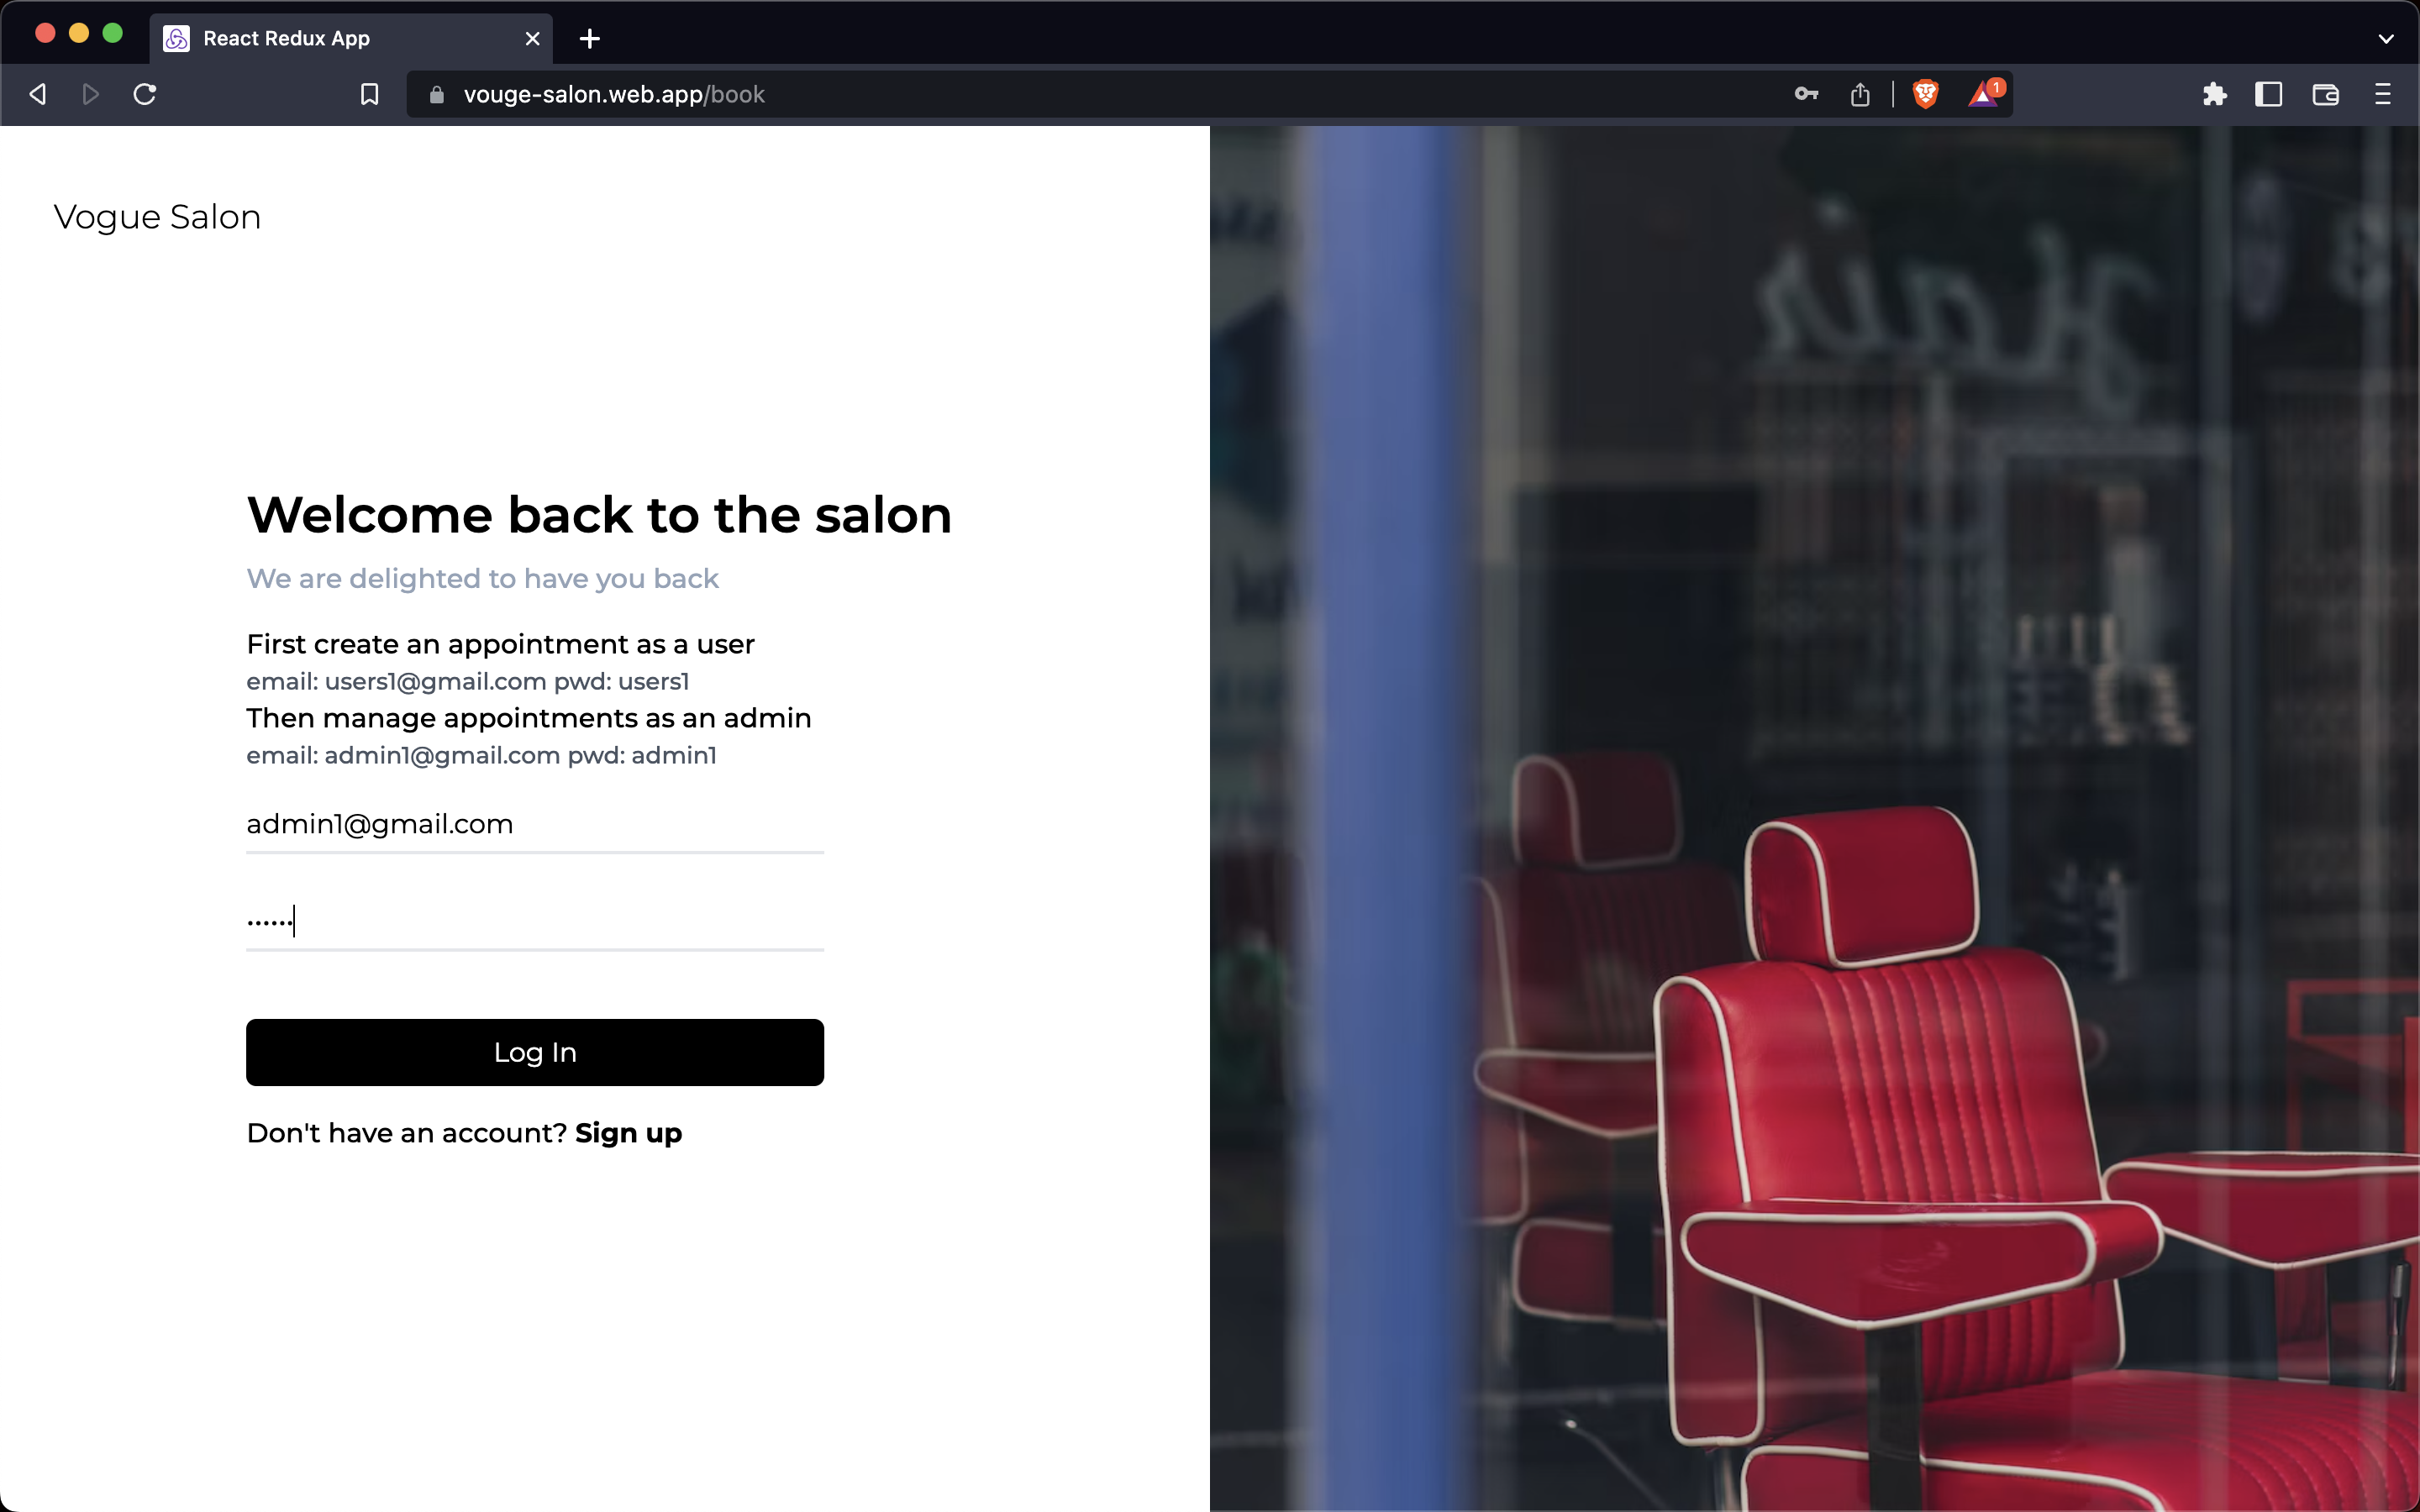 React Redux App
vouge-salon.web.app/book
1
Vogue Salon
Hair
Welcome back to the salon
We are delighted to have you back
First create an appointment as a user
email: users1@gmail.com pwd: users1
Then manage appointments as an admin
email: admin1@gmail.com pwd: admin1
admin1@gmail.com
••••••
Log In
Don't have an account? Sign up